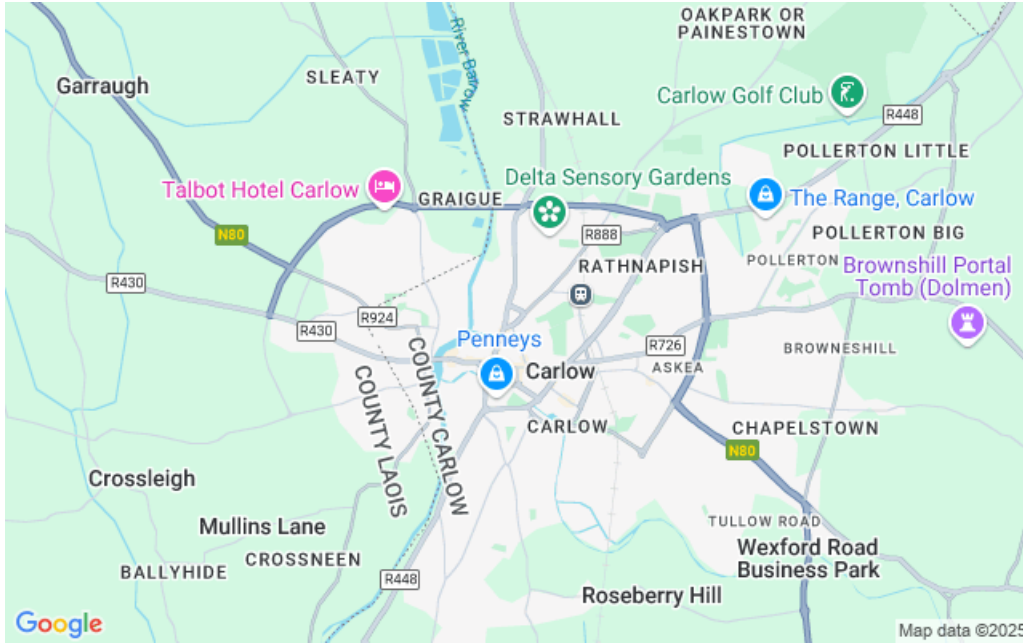 OAKPARK OR
PAINESTOWN
River Barrow
SLEATY
Garraugh
Carlow Golf Club
R448
STRAWHALL
POLLERTON LITTLE
Talbot Hotel Carlow
GRAIGUE
Delta Sensory Gardens
The Range, Carlow
N80
R888
POLLERTON BIG
RATHNAPISH
POLLERTON
Brownshill Portal
Tomb (Dolmen)
R430
R924
R430
Penneys
R726
BROWNESHILL
ASKEA
Carlow
COUNTY CARLOW
COUNTY LAOIS
CARLOW
CHAPELSTOWN
N80
Crossleigh
Mullins Lane
TULLOW ROAD
Wexford Road
Business Park
CROSSNEEN
BALLYHIDE
R448
Roseberry Hill
Google
Map data ©2025